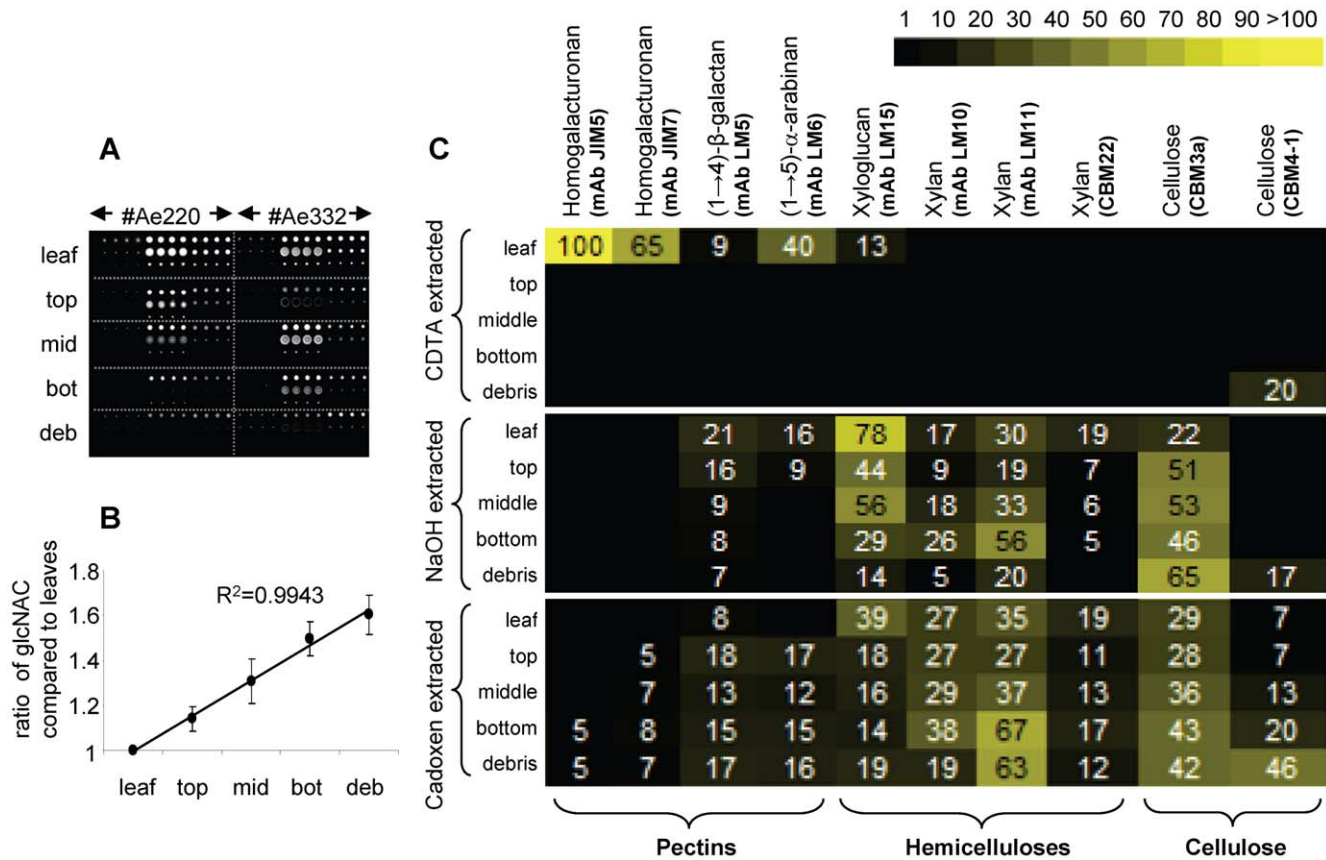 A
#Ae220 #Ae332
leaf
top
mid
bot
deb
B
ratio of glcNAC
compared to leaves
1.8
1.6
1.4
1.2
1
R²=0.9943
leaf top mid bot deb
C
1 10 20 30 40 50 60 70 80 90 >100
Homogalacturonan
(mAb JIM5)
Homogalacturonan
(mAb JIM7)
(1→4)-β-galactan
(mAb LM5)
(1→5)-α-arabinan
(mAb LM6)
Xyloglucan
(mAb LM15)
Xylan
(mAb LM10)
Xylan
(mAb LM11)
Xylan
(CBM22)
Cellulose
(CBM3a)
Cellulose
(CBM4-1)
CDTA extracted
leaf 100 65 9 40 13
top
middle
bottom
debris 20
NaOH extracted
leaf 21 16 78 17 30 19 22
top 16 9 44 9 19 7 51
middle 9 56 18 33 6 53
bottom 8 29 26 56 5 46
debris 7 14 5 20 65 17
Cadoxen extracted
leaf 8 39 27 35 19 29 7
top 5 18 17 18 27 27 11 28 7
middle 7 13 12 16 29 37 13 36 13
bottom 5 8 15 15 14 38 67 17 43 20
debris 5 7 17 16 19 19 63 12 42 46
Pectins Hemicelluloses Cellulose